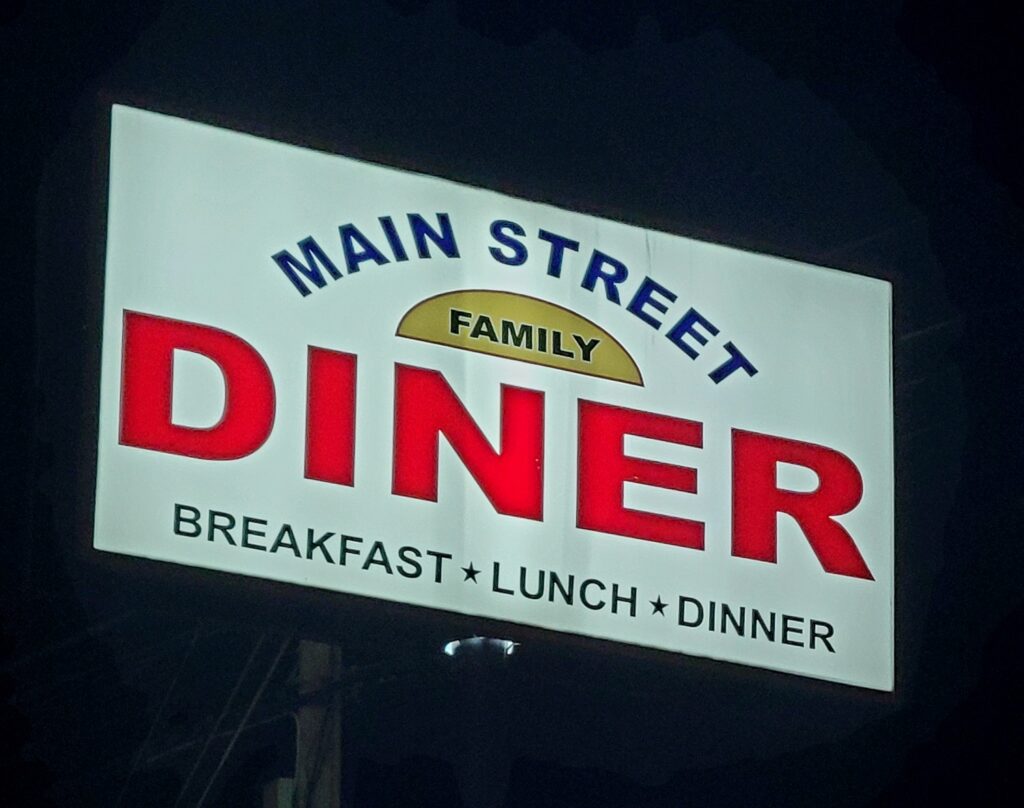 MAIN STREET
FAMILY
DINER
BREAKFAST ★ LUNCH ★ DINNER